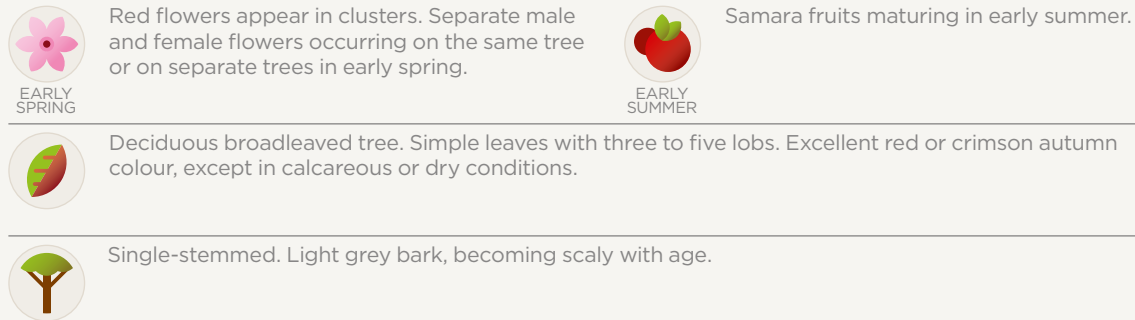 Red flowers appear in clusters. Separate male
and female flowers occurring on the same tree
or on separate trees in early spring.
EARLY
SPRING
Samara fruits maturing in early summer.
EARLY
SUMMER
Deciduous broadleaved tree. Simple leaves with three to five lobs. Excellent red or crimson autumn
colour, except in calcareous or dry conditions.
Single-stemmed. Light grey bark, becoming scaly with age.